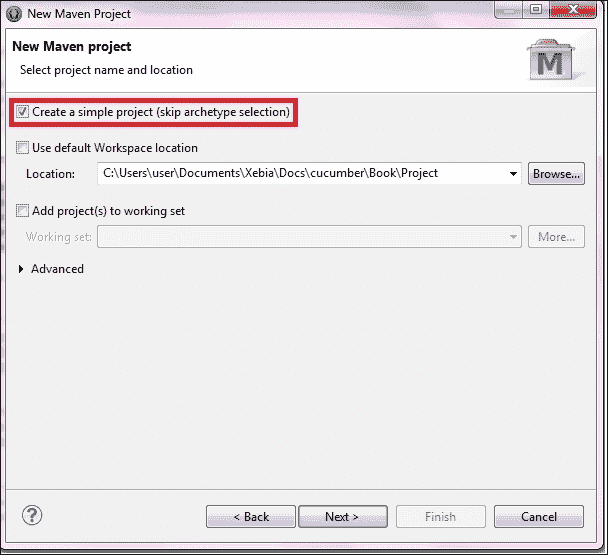 New Maven Project
New Maven project
Select project name and location
M
Create a simple project (skip archetype selection)
Use default Workspace location
Location: C:\Users\user\Documents\Xebia\Docs\cucumber\Book\Project Browse...
Add project(s) to working set
Working set: More...
Advanced
? < Back Next > Finish Cancel